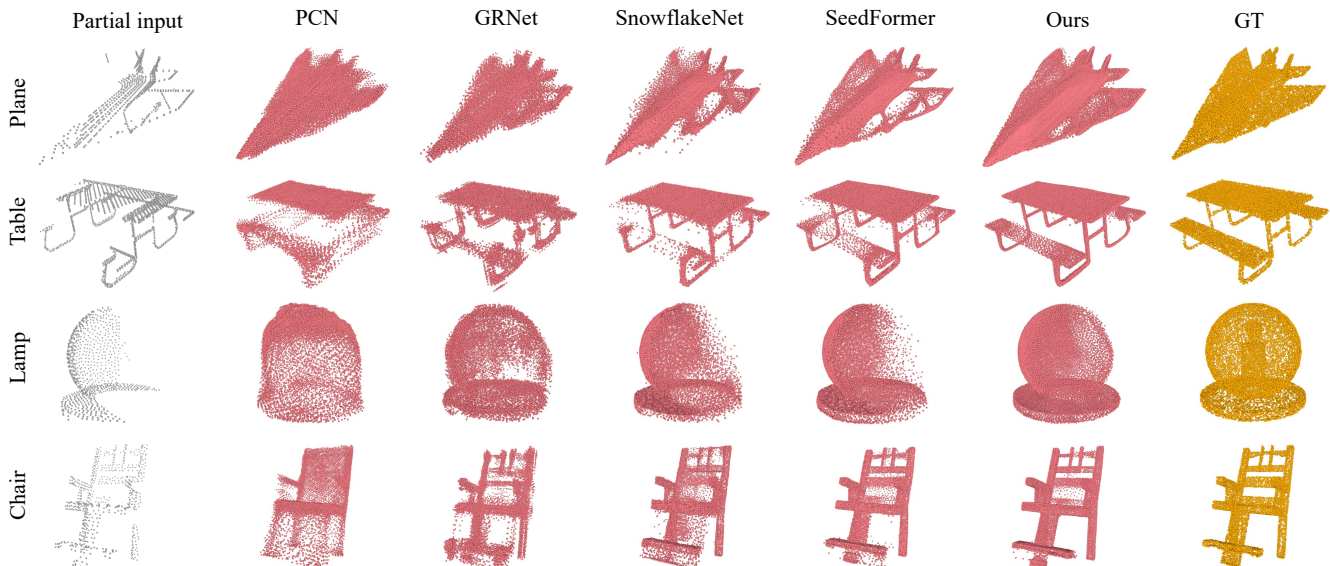 Partial input PCN GRNet SnowflakeNet SeedFormer Ours GT
Plane
Table
Lamp
Chair